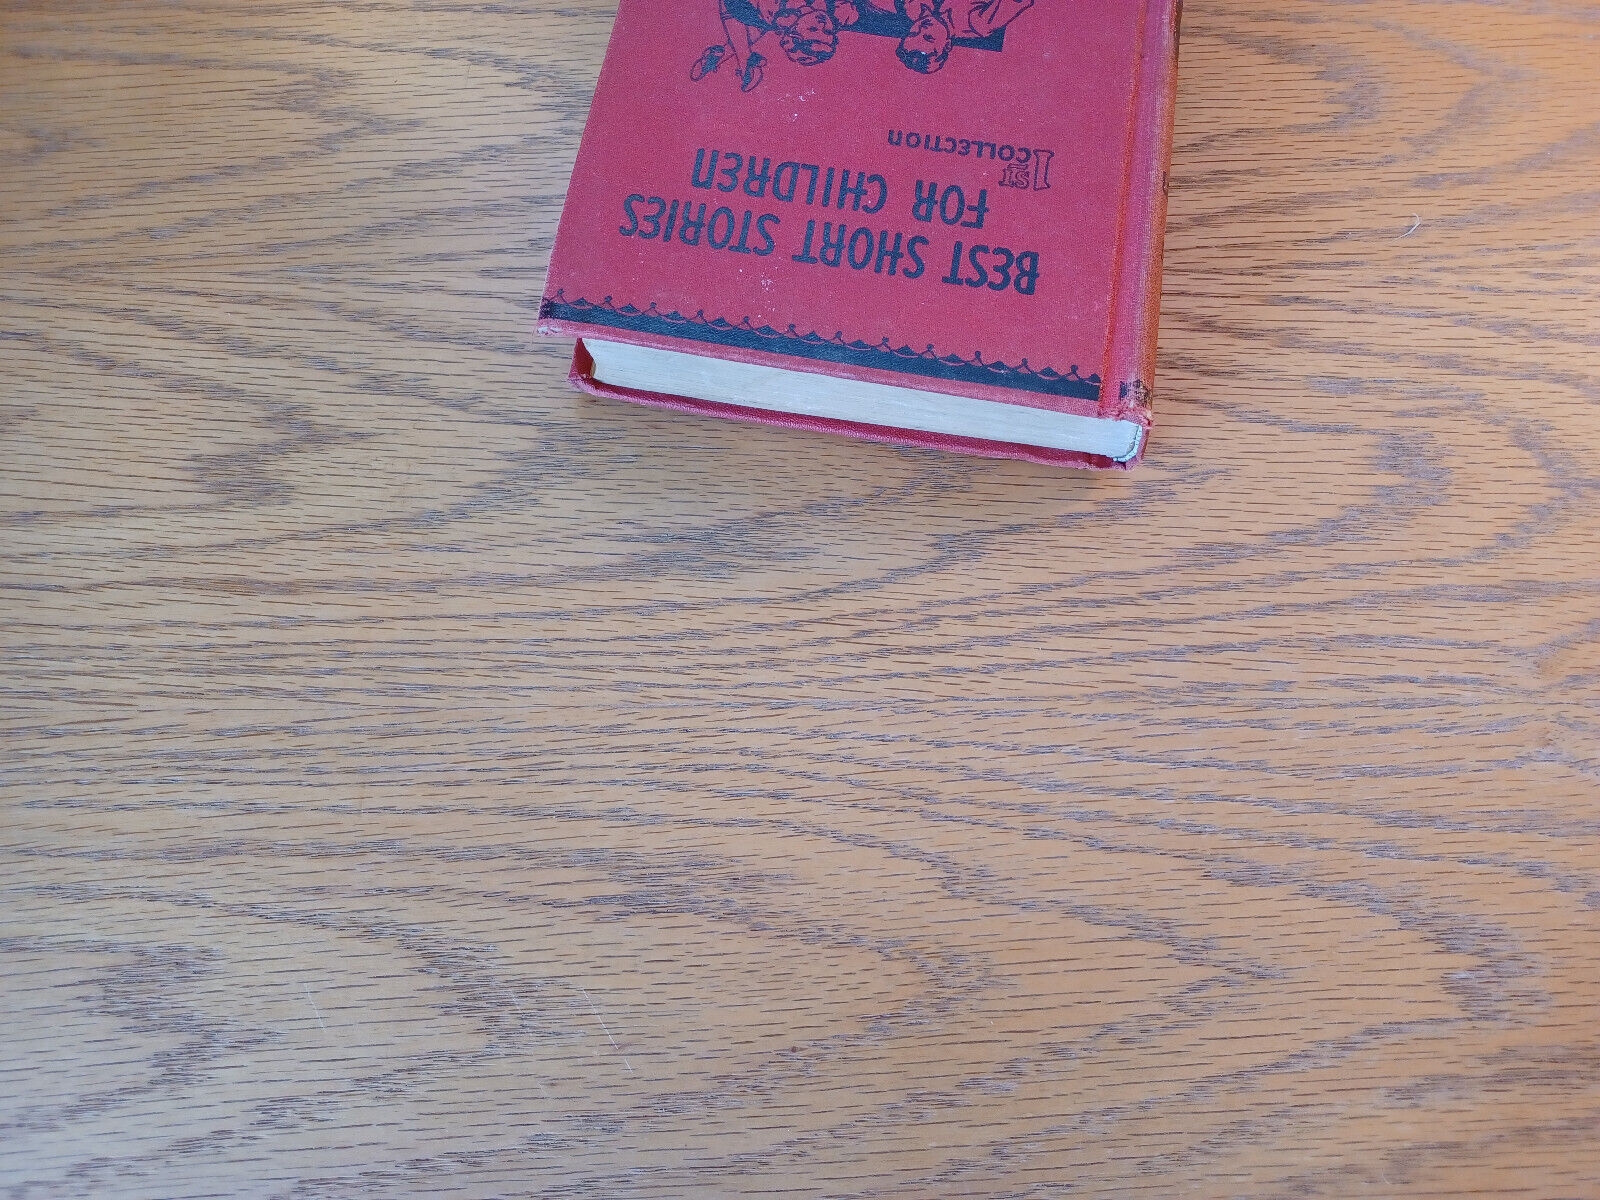 BEST SHORT STORIES
FOR CHILDREN
1ST COLLECTION